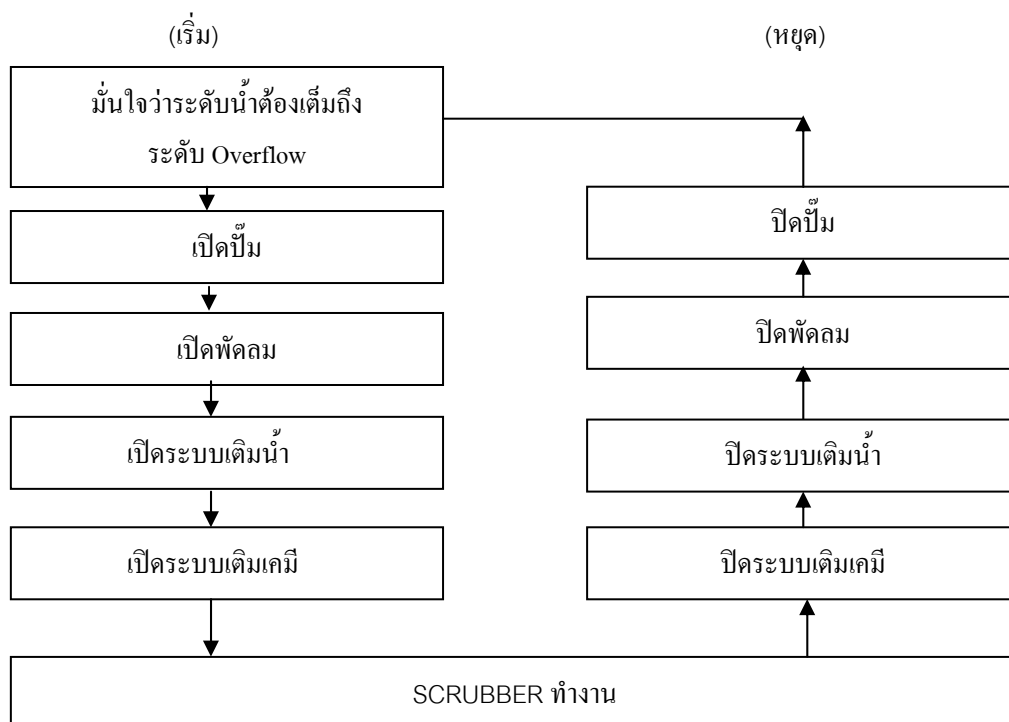 (เริ่ม)
มั่นใจว่าระดับน้ำต้องเต็มถึง
ระดับ Overflow
เปิดปั๊ม
เปิดพัดลม
เปิดระบบเติมน้ำ
เปิดระบบเติมเคมี
SCRUBBER ทำงาน
(หยุด)
ปิดปั๊ม
ปิดพัดลม
ปิดระบบเติมน้ำ
ปิดระบบเติมเคมี